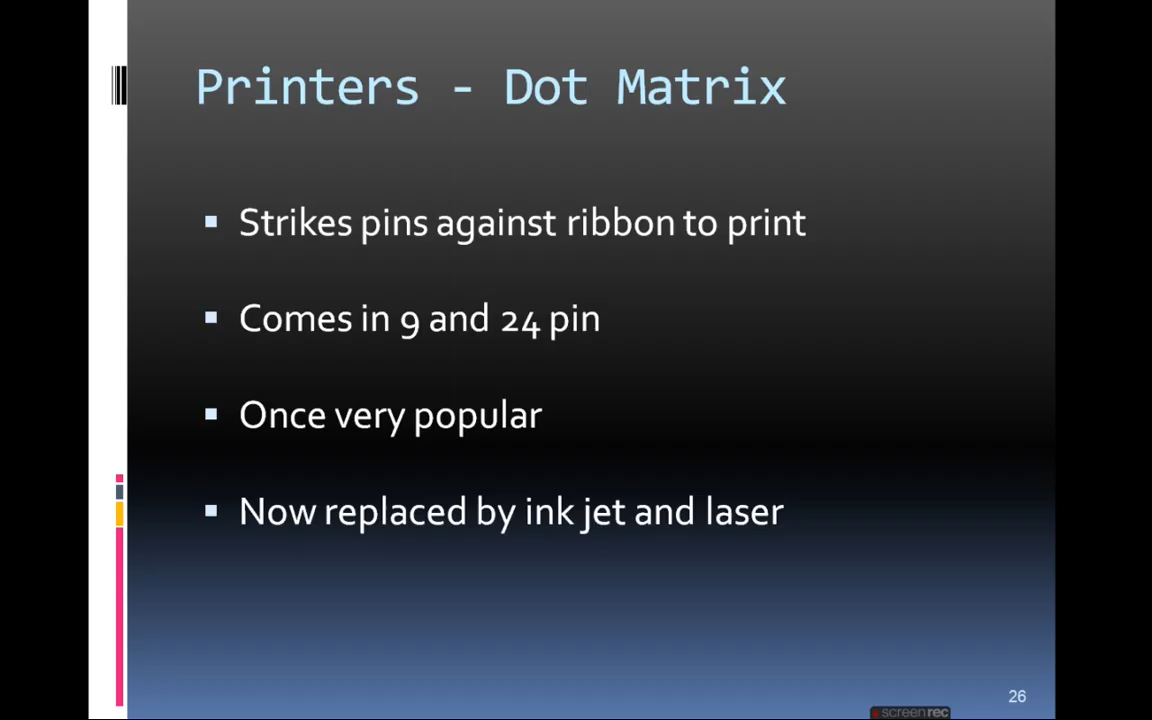 Printers - Dot Matrix
Strikes pins against ribbon to print
Comes in 9 and 24 pin
Once very popular
Now replaced by ink jet and laser
26
screenrec